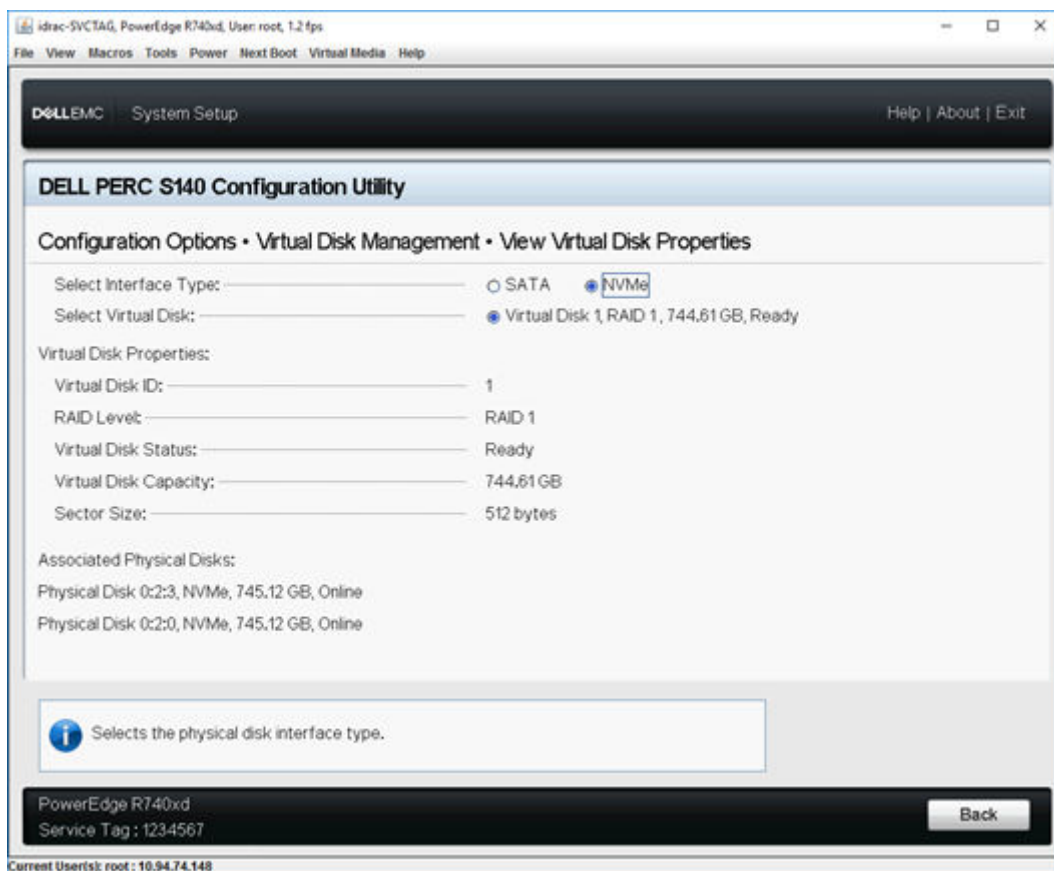 idrac-SVCTAG, PowerEdge R740xd, User: root, 1.2 fps
File View Macros Tools Power Next Boot Virtual Media Help
DELLEMC System Setup Help | About | Exit
DELL PERC S140 Configuration Utility
Configuration Options • Virtual Disk Management • View Virtual Disk Properties
Select Interface Type: SATA NVMe
Select Virtual Disk: Virtual Disk 1, RAID 1, 744.61 GB, Ready
Virtual Disk Properties:
Virtual Disk ID: 1
RAID Level: RAID 1
Virtual Disk Status: Ready
Virtual Disk Capacity: 744.61 GB
Sector Size: 512 bytes
Associated Physical Disks:
Physical Disk 0:2:3, NVMe, 745.12 GB, Online
Physical Disk 0:2:0, NVMe, 745.12 GB, Online
Selects the physical disk interface type.
PowerEdge R740xd
Service Tag : 1234567
Back
Current User(s): root : 10.94.74.148